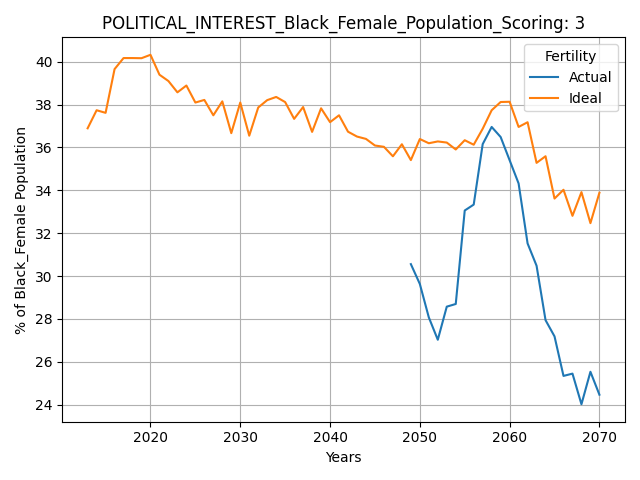 POLITICAL_INTEREST_Black_Female_Population_Scoring: 3
Fertility
Actual
Ideal
% of Black_Female Population
40
38
36
34
32
30
28
26
24
2020 2030 2040 2050 2060 2070
Years